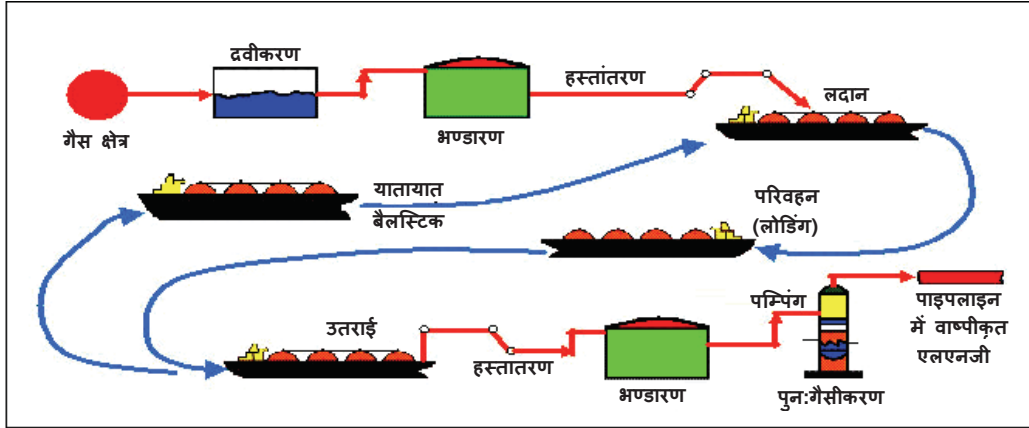 द्रवीकरण
हस्तांतरण
लदान
गैस क्षेत्र
भण्डारण
यातायात
बैलस्टिक
परिवहन
(लोडिंग)
उतराई
हस्तातरण
भण्डारण
पम्पिंग
पुन:गैसीकरण
पाइपलाइन
में वाष्पीकृत
एलएनजी